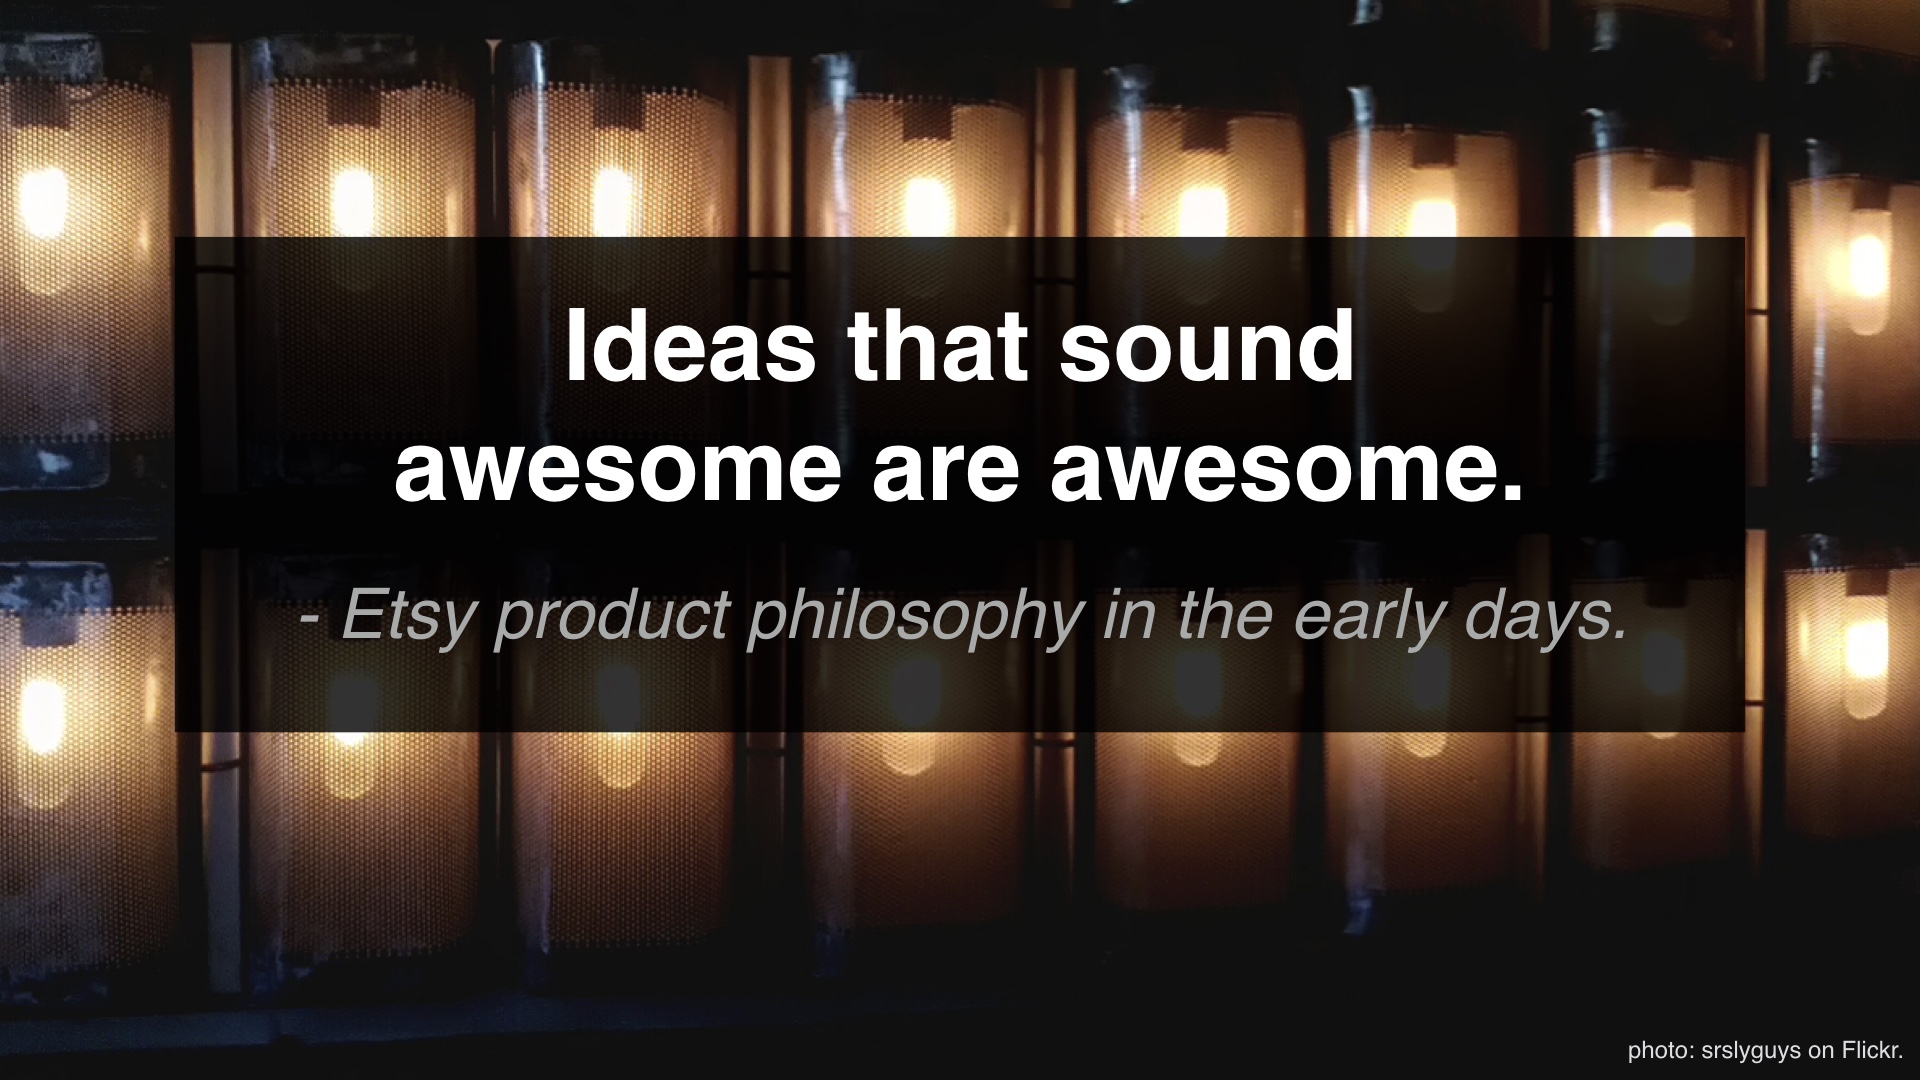 Ideas that sound
awesome are awesome.
- Etsy product philosophy in the early days.
photo: srslyguys on Flickr.